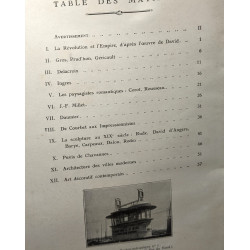 TABLE DES MA
Avertissement II
I. La Révolution et l'Empire, d'après l'œuvre de David
II. Gros, Prud'hon, Géricault
III. Delacroix
IV. Ingres
V. Les paysagistes romantiques : Corot, Rousseau
VI. J.-F. Millet
VII. Daumier
VIII. De Courbet aux Impressionnistes
IX. La sculpture au XIXe siècle : Rude, David d'Angers,
Barye, Carpeaux, Dalou, Rodin
X. Puvis de Chavannes
XI. Architecture des villes modernes
XII. Art décoratif contemporain